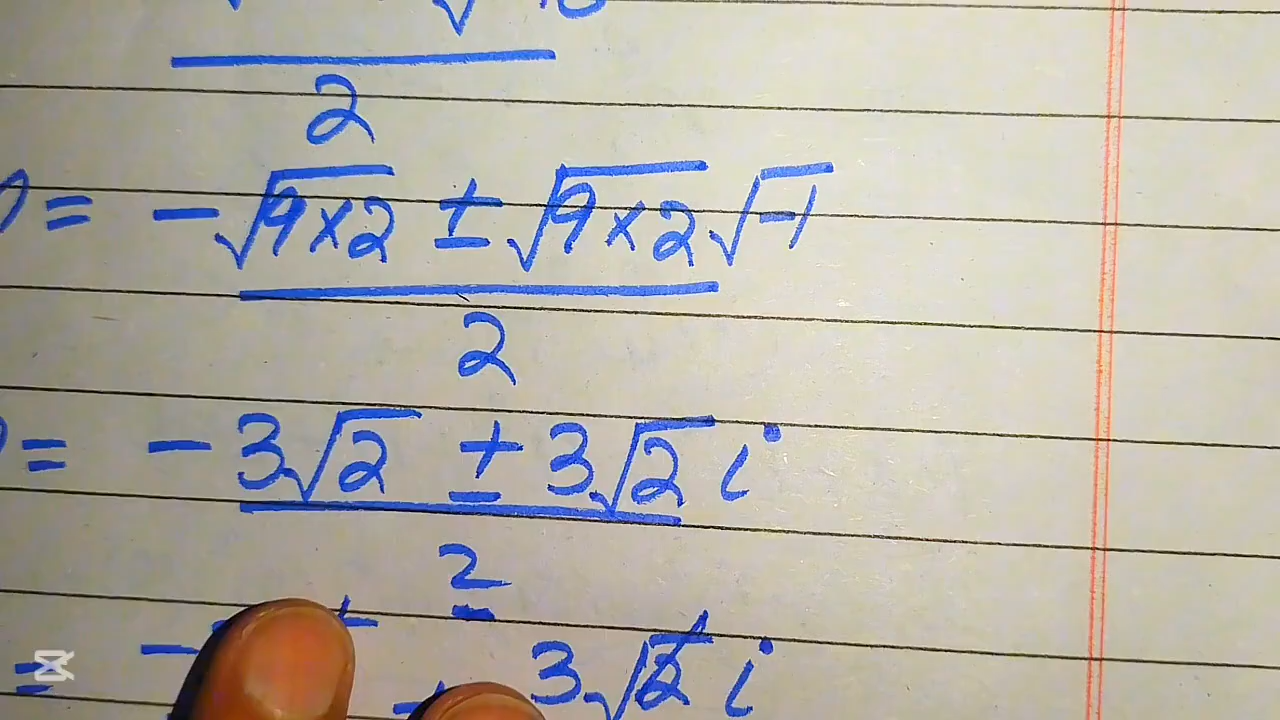 2
= -√9×2 ± √9×2 √-1
2
= -3√2 ± 3√2 i
2
= - ± 3√2 i